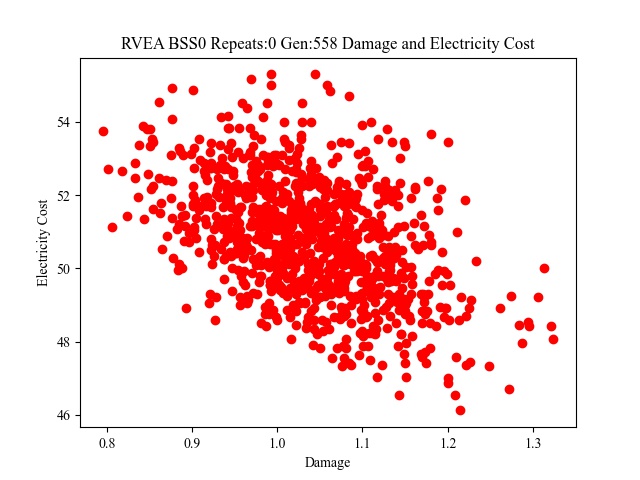 RVEA BSS0 Repeats:0 Gen:558 Damage and Electricity Cost
54
52
50
48
46
Electricity Cost
0.8 0.9 1.0 1.1 1.2 1.3
Damage